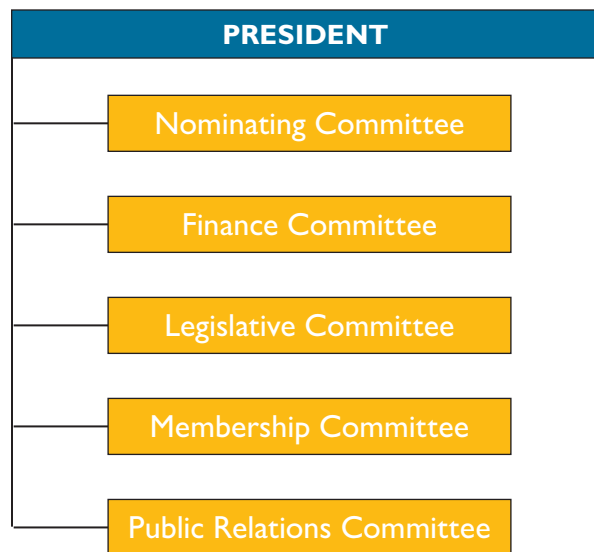 PRESIDENT
Nominating Committee
Finance Committee
Legislative Committee
Membership Committee
Public Relations Committee